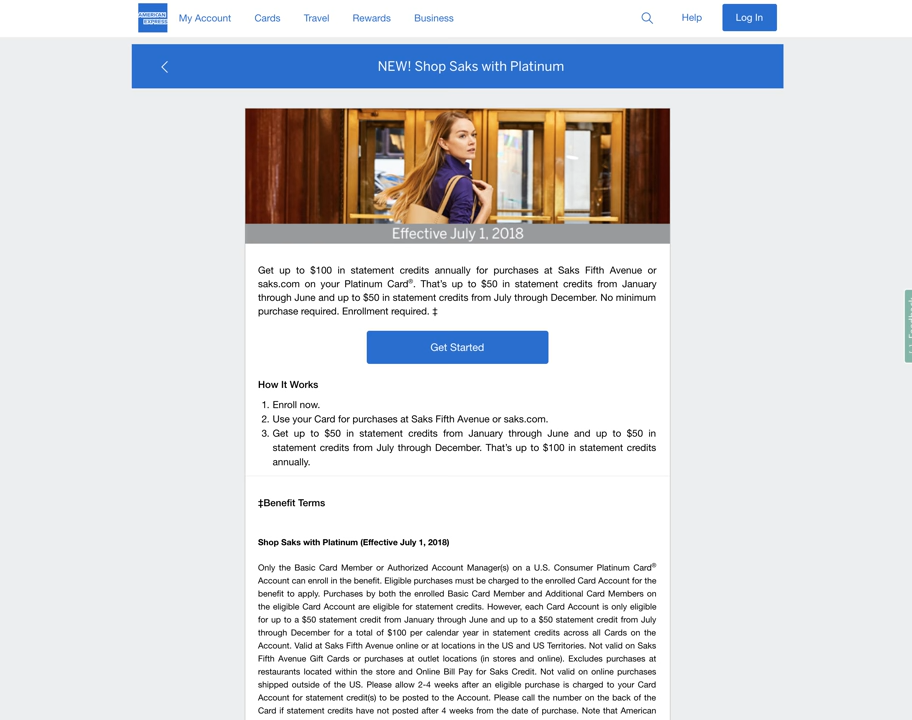 AMERICAN
EXPRESS
My Account Cards Travel Rewards Business Help Log In
NEW! Shop Saks with Platinum
Effective July 1, 2018
Get up to $100 in statement credits annually for purchases at Saks Fifth Avenue or
saks.com on your Platinum Card®. That's up to $50 in statement credits from January
through June and up to $50 in statement credits from July through December. No minimum
purchase required. Enrollment required. ‡
Get Started
How It Works
1. Enroll now.
2. Use your Card for purchases at Saks Fifth Avenue or saks.com.
3. Get up to $50 in statement credits from January through June and up to $50 in
statement credits from July through December. That's up to $100 in statement credits
annually.
‡Benefit Terms
Shop Saks with Platinum (Effective July 1, 2018)
Only the Basic Card Member or Authorized Account Manager(s) on a U.S. Consumer Platinum Card®
Account can enroll in the benefit. Eligible purchases must be charged to the enrolled Card Account for the
benefit to apply. Purchases by both the enrolled Basic Card Member and Additional Card Members on
the eligible Card Account are eligible for statement credits. However, each Card Account is only eligible
for up to a $50 statement credit from January through June and up to a $50 statement credit from July
through December for a total of $100 per calendar year in statement credits across all Cards on the
Account. Valid at Saks Fifth Avenue online or at locations in the US and US Territories. Not valid on Saks
Fifth Avenue Gift Cards or purchases at outlet locations (in stores and online). Excludes purchases at
restaurants located within the store and Online Bill Pay for Saks Credit. Not valid on online purchases
shipped outside of the US. Please allow 2-4 weeks after an eligible purchase is charged to your Card
Account for statement credit(s) to be posted to the Account. Please call the number on the back of the
Card if statement credits have not posted after 4 weeks from the date of purchase. Note that American